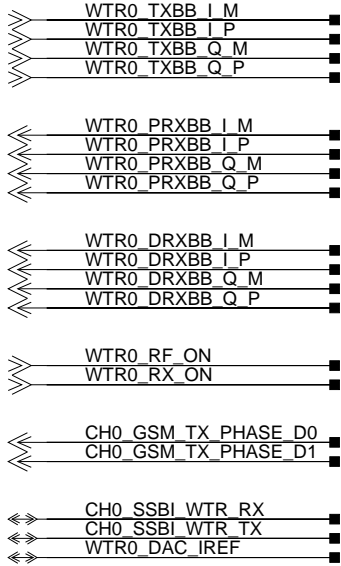 WTR0_TXBB_I_M
WTR0_TXBB_I_P
WTR0_TXBB_Q_M
WTR0_TXBB_Q_P
WTR0_PRXBB_I_M
WTR0_PRXBB_I_P
WTR0_PRXBB_Q_M
WTR0_PRXBB_Q_P
WTR0_DRXBB_I_M
WTR0_DRXBB_I_P
WTR0_DRXBB_Q_M
WTR0_DRXBB_Q_P
WTR0_RF_ON
WTR0_RX_ON
CH0_GSM_TX_PHASE_D0
CH0_GSM_TX_PHASE_D1
CH0_SSBI_WTR_RX
CH0_SSBI_WTR_TX
WTR0_DAC_IREF